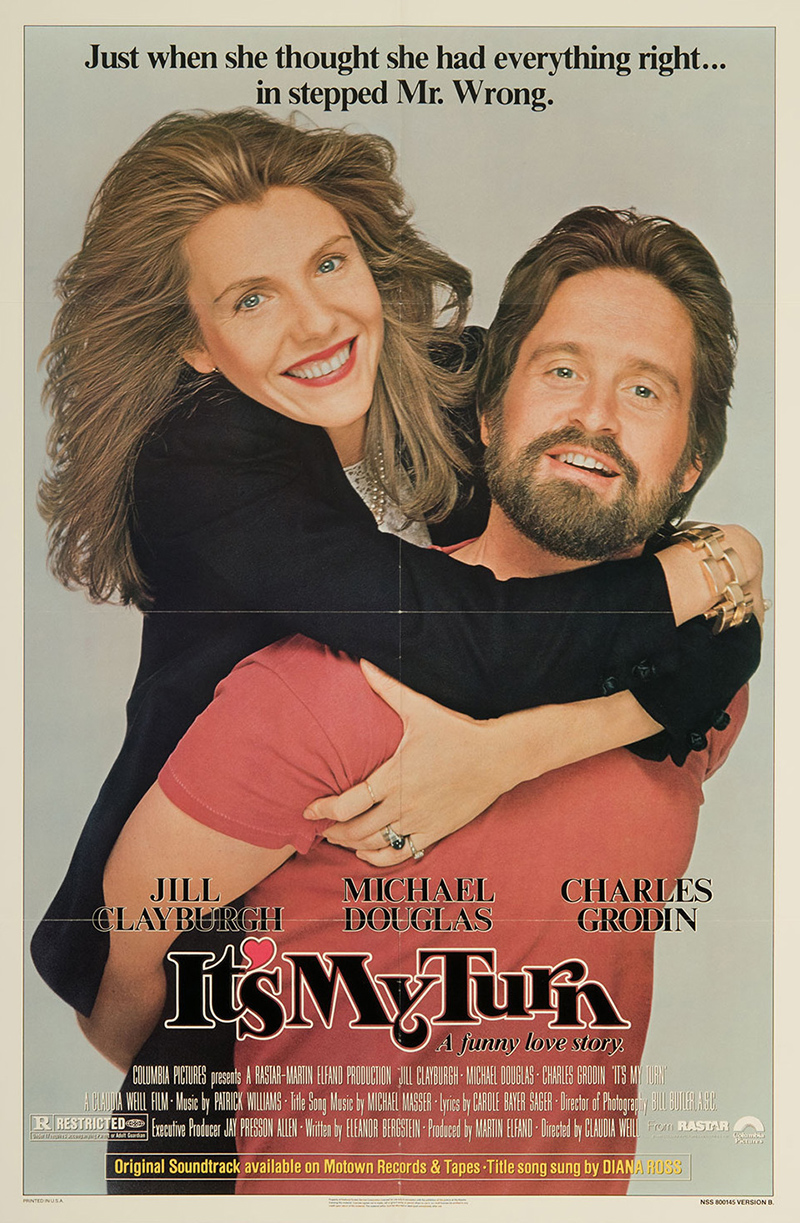 Just when she thought she had everything right...
in stepped Mr. Wrong.
JILL CLAYBURGH
MICHAEL DOUGLAS
CHARLES GRODIN
It's My Turn
A funny love story.
COLUMBIA PICTURES presents A RASTAR-MARTIN ELFAND PRODUCTION JILL CLAYBURGH · MICHAEL DOUGLAS · CHARLES GRODIN "IT'S MY TURN"
A CLAUDIA WEILL FILM · Music by PATRICK WILLIAMS · Title Song Music by MICHAEL MASSER · Lyrics by CAROLE BAYER SAGER · Director of Photography BILL BUTLER, A.S.C.
Executive Producer JAY PRESSON ALLEN · Written by ELEANOR BERGSTEIN · Produced by MARTIN ELFAND · Directed by CLAUDIA WEILL
R RESTRICTED
From RASTAR
Columbia Pictures
Original Soundtrack available on Motown Records & Tapes · Title song sung by DIANA ROSS
PRINTED IN U.S.A.
NSS 800145 VERSION B.